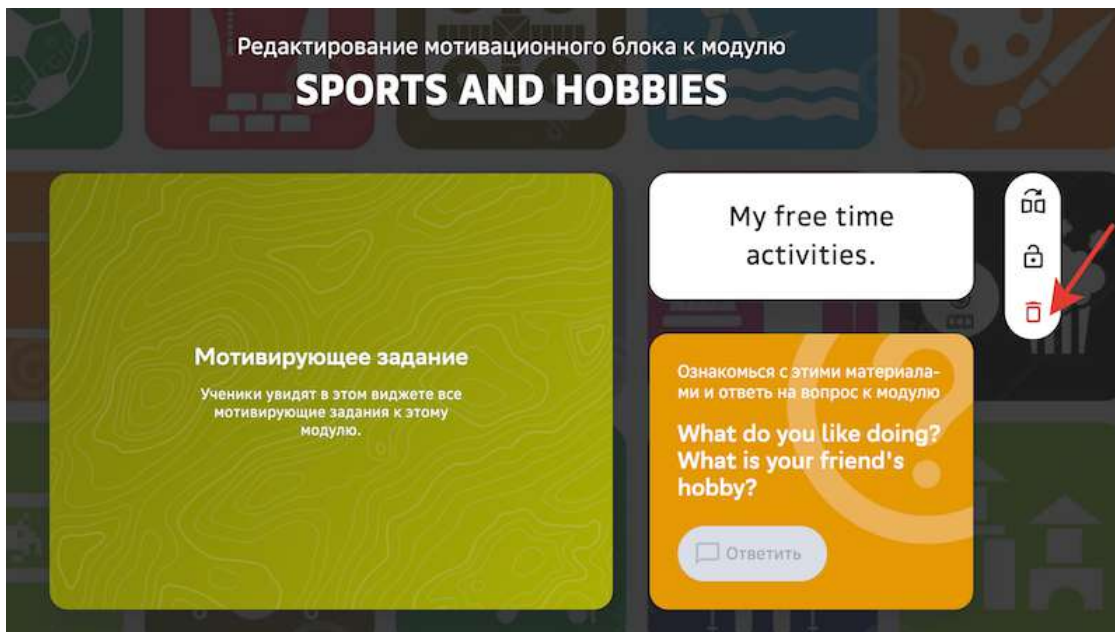 Редактирование мотивационного блока к модулю
SPORTS AND HOBBIES
Мотивирующее задание
Ученики увидят в этом виджете все
мотивирующие задания к этому
модулю.
My free time
activities.
Ознакомься с этими материала-
ми и ответь на вопрос к модулю
What do you like doing?
What is your friend's
hobby?
Ответить